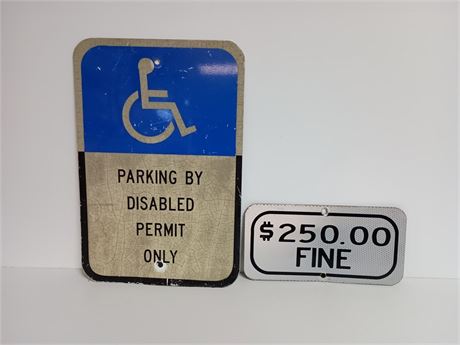 PARKING BY
DISABLED
PERMIT
ONLY
$250.00
FINE